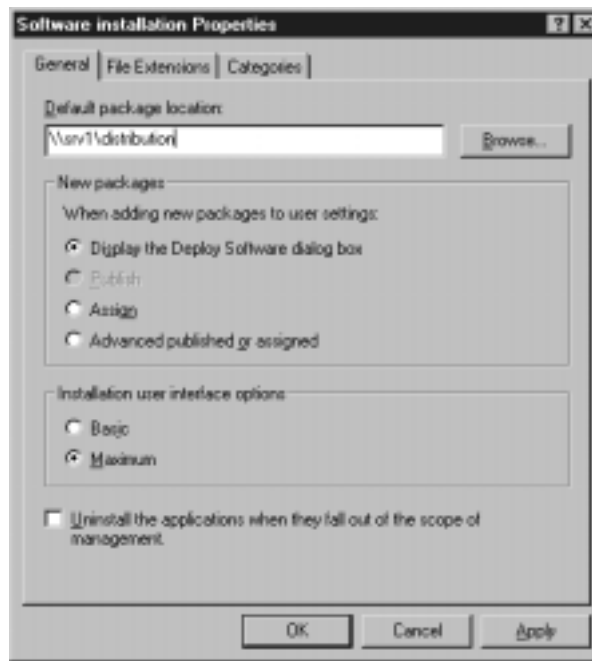 Software installation Properties
General File Extensions Categories
Default package location:
\\srv1\distribution Browse...
New packages
When adding new packages to user settings:
Display the Deploy Software dialog box
Publish
Assign
Advanced published or assigned
Installation user interface options
Basic
Maximum
Uninstall the applications when they fall out of the scope of
management.
OK Cancel Apply